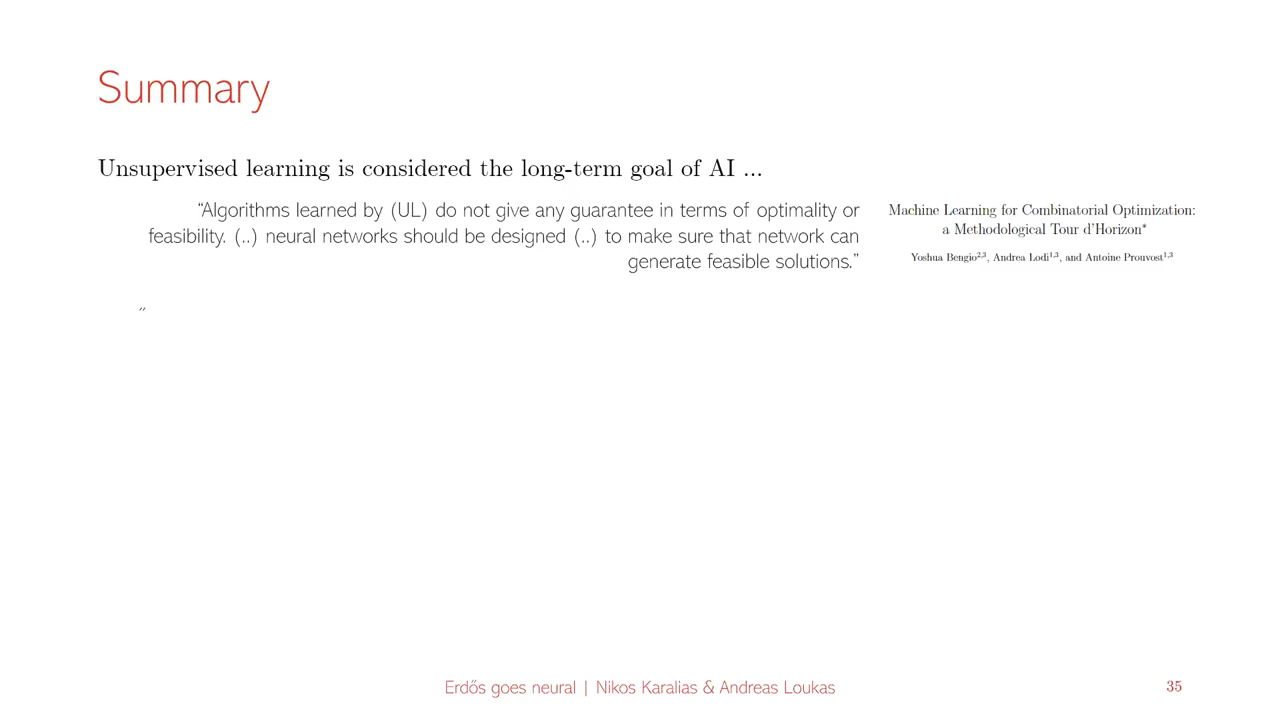 Summary
Unsupervised learning is considered the long-term goal of AI ...
“Algorithms learned by (UL) do not give any guarantee in terms of optimality or
feasibility. (..) neural networks should be designed (..) to make sure that network can
generate feasible solutions.”
Machine Learning for Combinatorial Optimization:
a Methodological Tour d'Horizon*
Yoshua Bengio2,3, Andrea Lodi1,3, and Antoine Prouvost1,3
“
Erdős goes neural | Nikos Karalias & Andreas Loukas
35